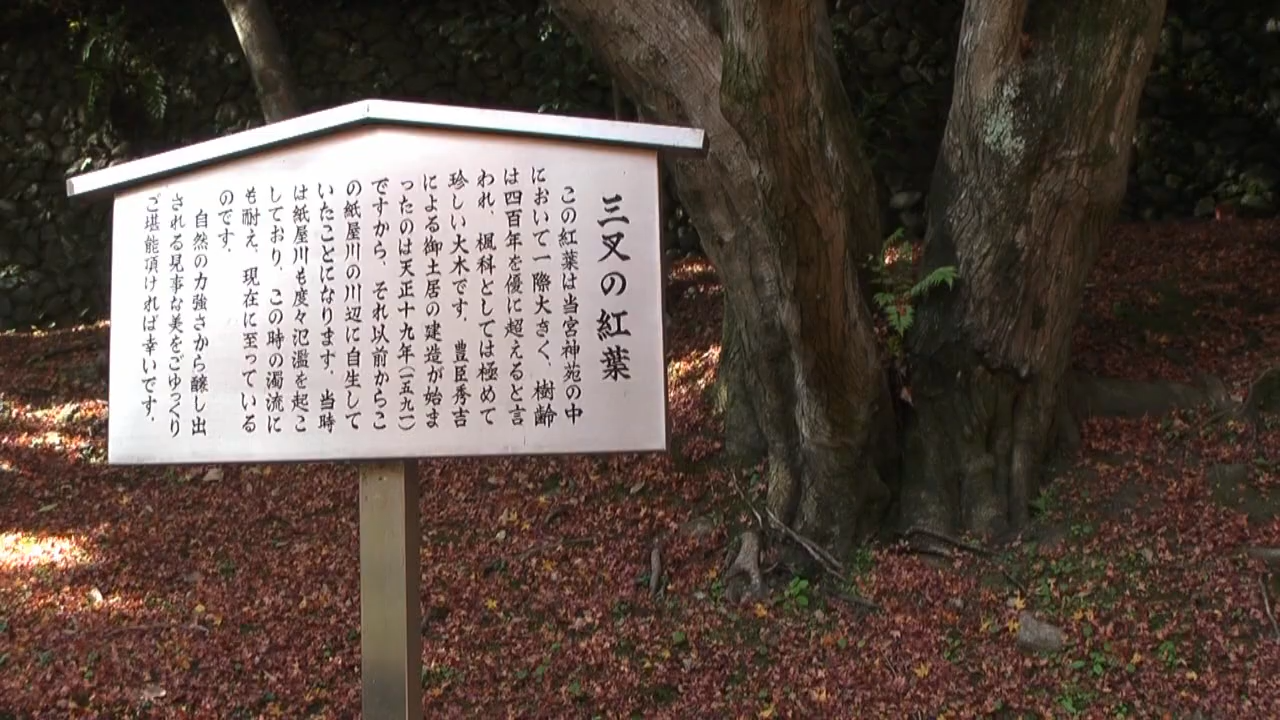 三叉の紅葉
この紅葉は当宮神苑の中
において一際大きく、樹齢
は四百年を優に超えると言
われ、楓科としては極めて
珍しい大木です。豊臣秀吉
による御土居の建造が始ま
ったのは天正十九年(一五九一)
ですから、それ以前からこ
の紙屋川の川辺に自生して
いたことになります。当時
は紙屋川も度々氾濫を起こ
しており、この時の濁流に
も耐え、現在に至っている
のです。
自然の力強さから醸し出
される見事な美をごゆっくり
ご堪能頂ければ幸いです。